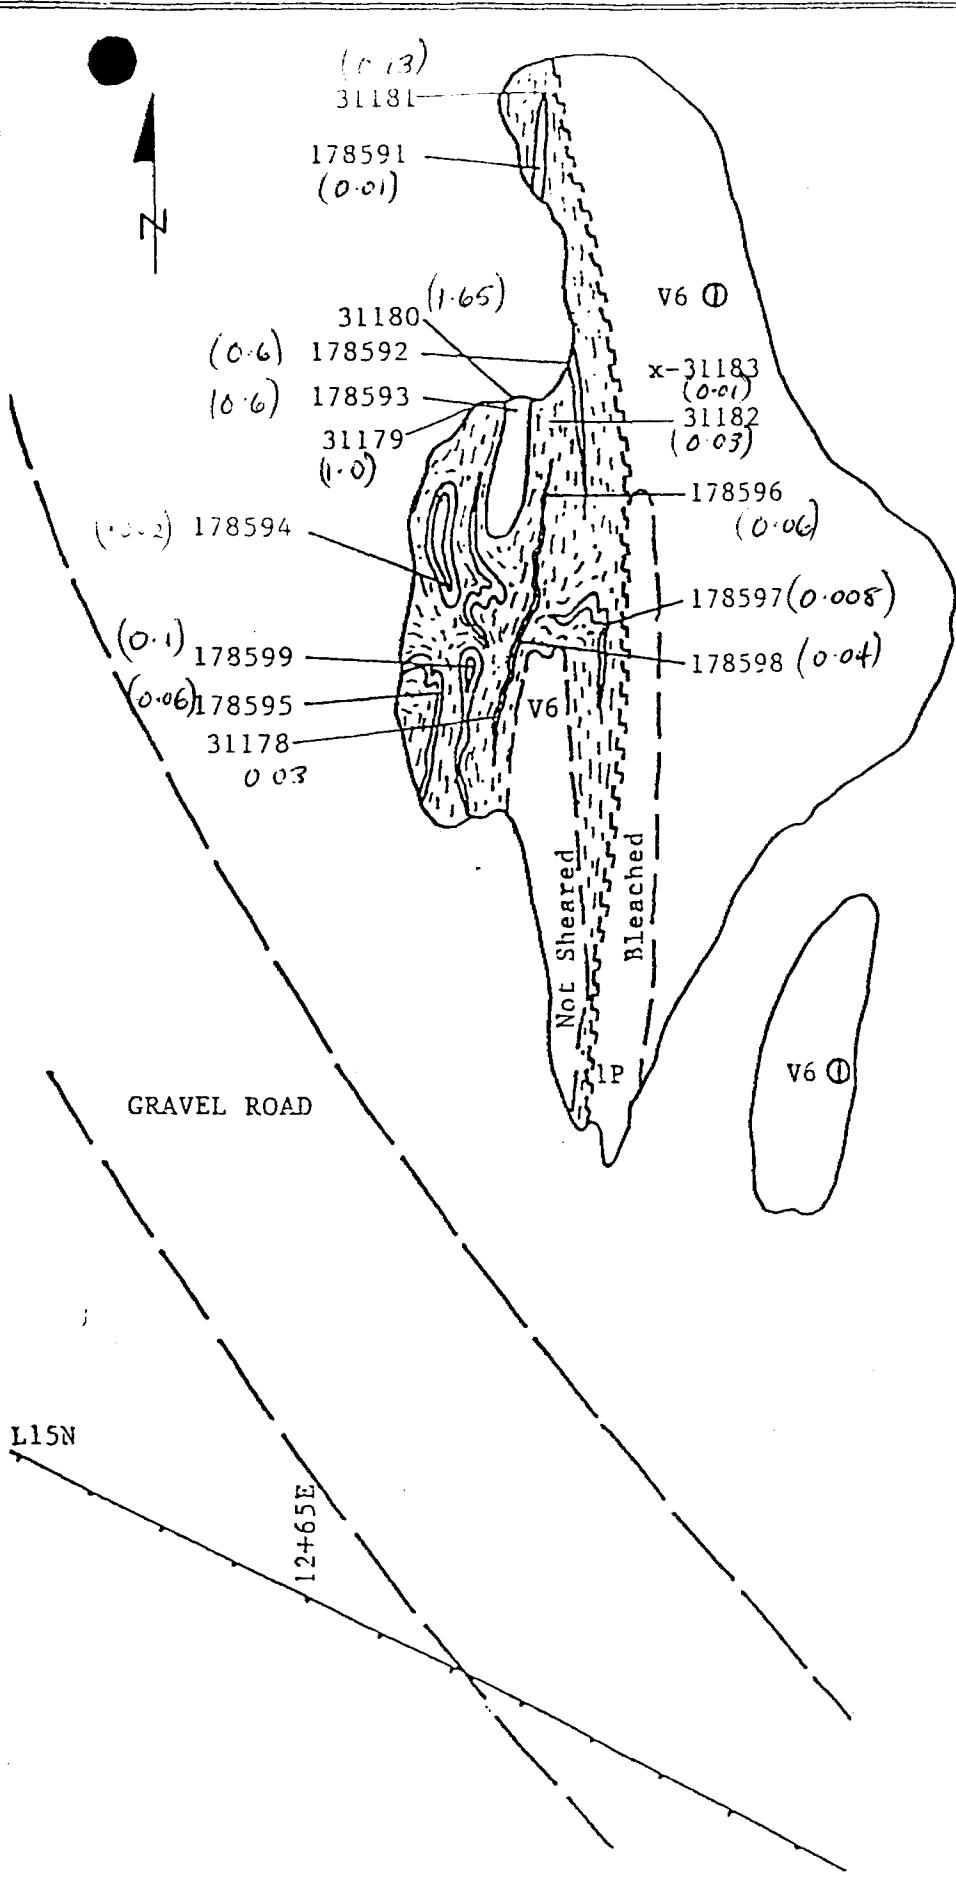 (0.13)
31181
178591
(0.01)
N
V6 ①
(1.65)
31180
(0.6) 178592
(0.6) 178593
31179
(1.0)
x-31183
(0.01)
31182
(0.03)
178596
(0.06)
178594
178597 (0.008)
(0.1) 178599
178598 (0.04)
(0.06) 178595
V6
31178
0.03
Not Sheared
Bleached
1P
V6 ①
GRAVEL ROAD
L15N
12+65E